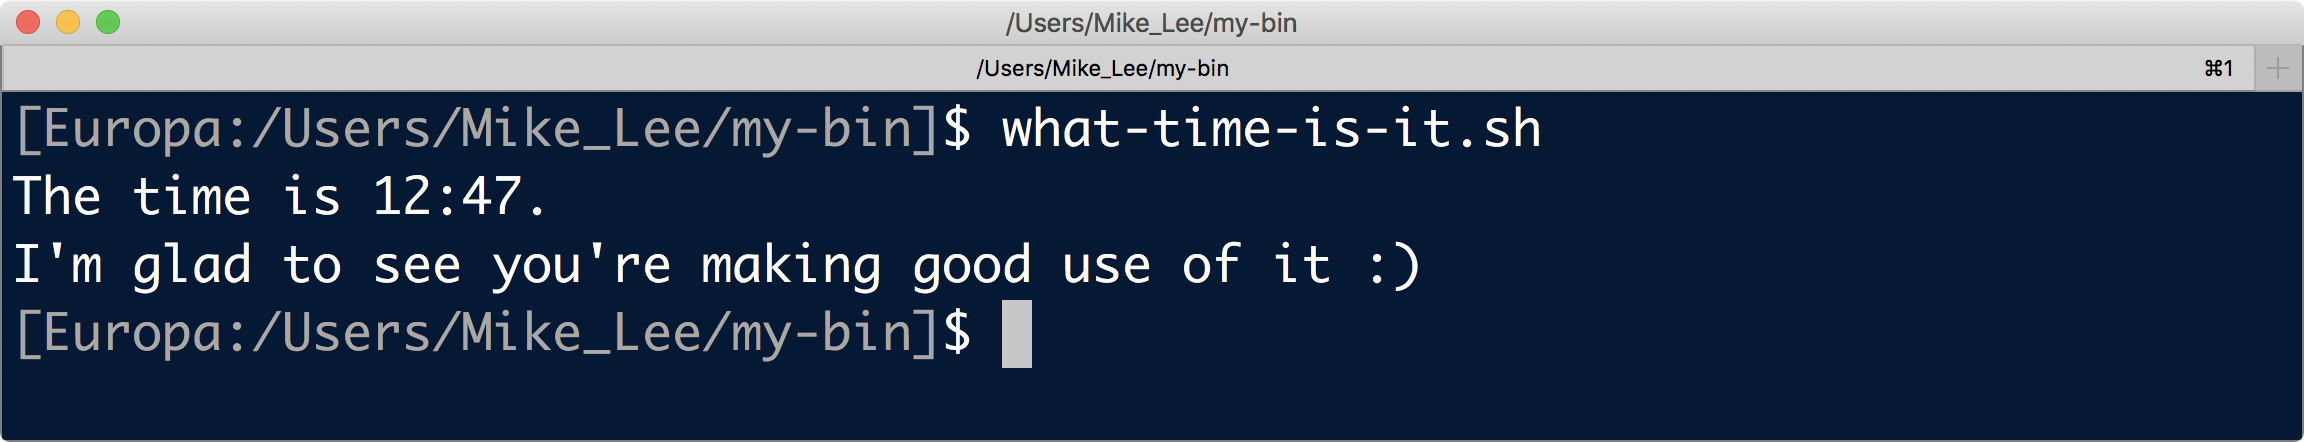 /Users/Mike_Lee/my-bin
/Users/Mike_Lee/my-bin ⌘1
[Europa:/Users/Mike_Lee/my-bin]$ what-time-is-it.sh
The time is 12:47.
I'm glad to see you're making good use of it :)
[Europa:/Users/Mike_Lee/my-bin]$